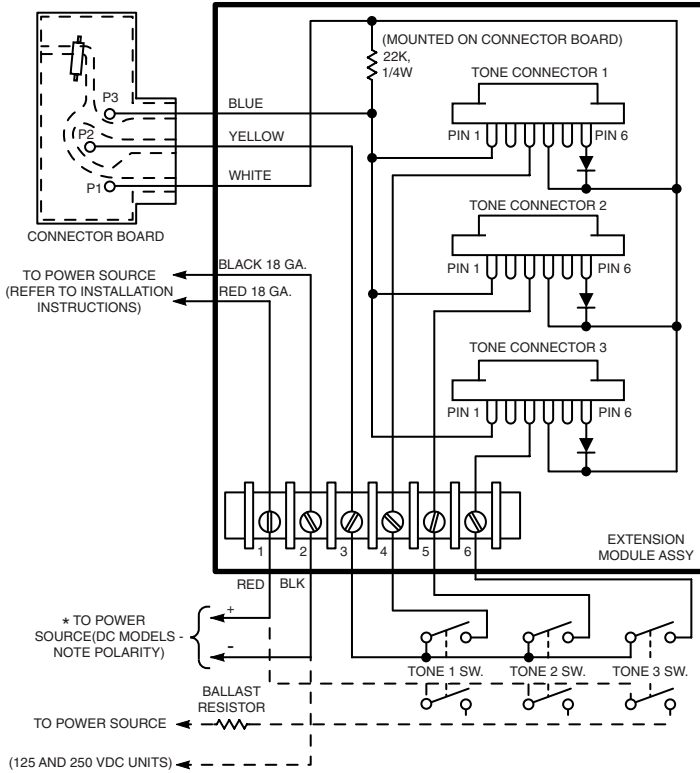 (MOUNTED ON CONNECTOR BOARD)
22K,
1/4W
TONE CONNECTOR 1
P3
BLUE
P2
YELLOW
PIN 1
PIN 6
P1
WHITE
CONNECTOR BOARD
TONE CONNECTOR 2
BLACK 18 GA.
PIN 1
PIN 6
TO POWER SOURCE
(REFER TO INSTALLATION
INSTRUCTIONS)
RED 18 GA.
TONE CONNECTOR 3
PIN 1
PIN 6
1
2
3
4
5
6
EXTENSION
MODULE ASSY
RED
BLK
+
* TO POWER
SOURCE(DC MODELS -
NOTE POLARITY)
-
TONE 1 SW.
TONE 2 SW.
TONE 3 SW.
BALLAST
RESISTOR
TO POWER SOURCE
(125 AND 250 VDC UNITS)